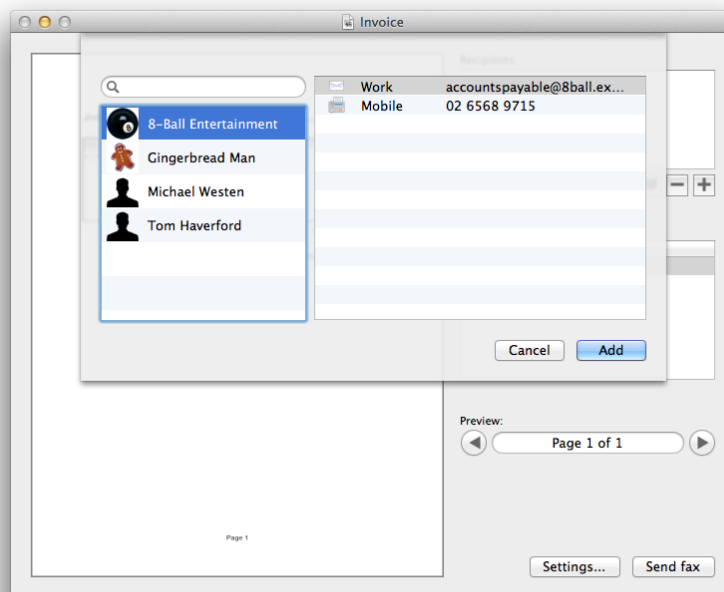 Invoice
Recipients:
Work accountspayable@8ball.ex...
Mobile 02 6568 9715
8-Ball Entertainment
Gingerbread Man
Michael Westen
Tom Haverford
Cancel Add
Preview:
Page 1 of 1
Page 1
Settings... Send fax